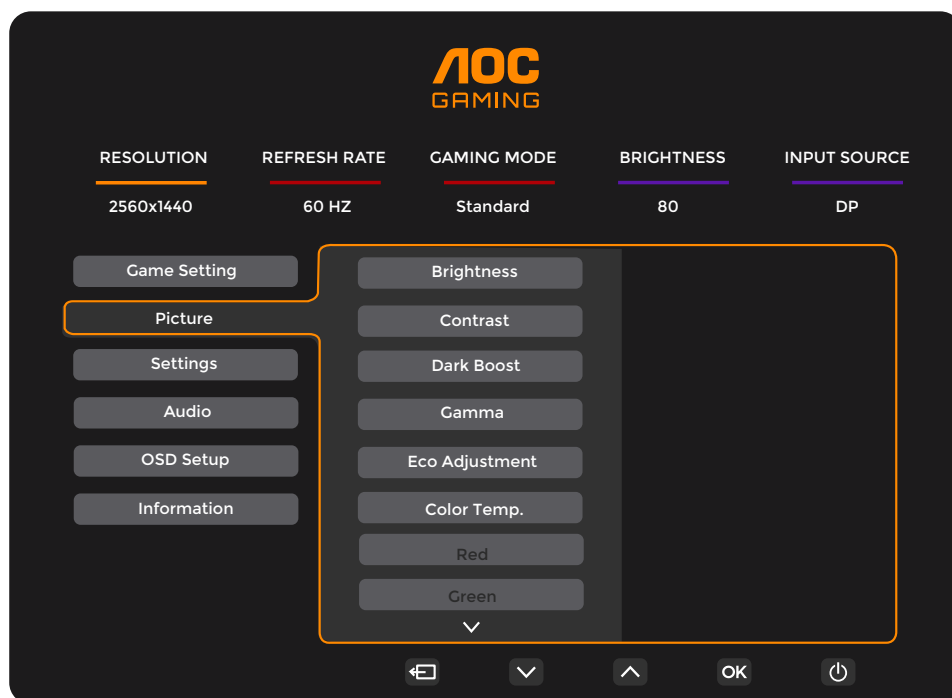 AOC
GAMING
RESOLUTION REFRESH RATE GAMING MODE BRIGHTNESS INPUT SOURCE
2560x1440 60 HZ Standard 80 DP
Game Setting
Picture
Settings
Audio
OSD Setup
Information
Brightness
Contrast
Dark Boost
Gamma
Eco Adjustment
Color Temp.
Red
Green
OK